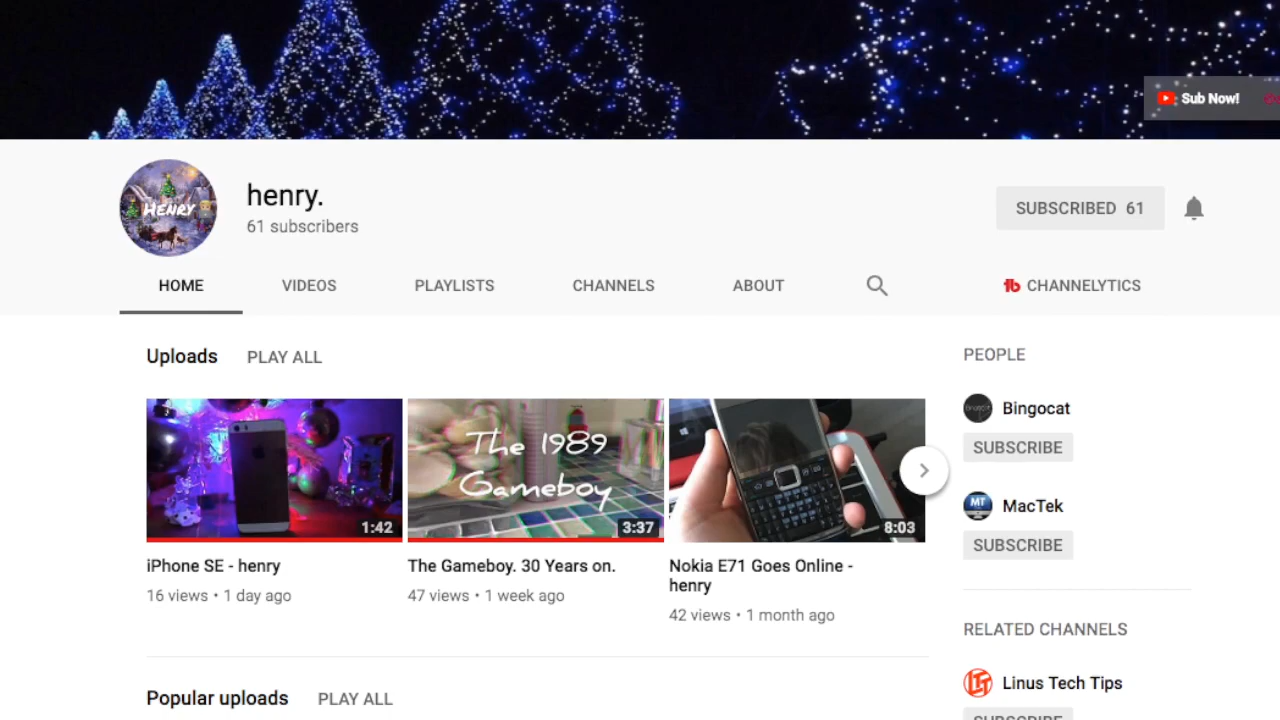 Sub Now!
HENRY
henry.
61 subscribers
SUBSCRIBED 61
HOME VIDEOS PLAYLISTS CHANNELS ABOUT CHANNELYTICS
Uploads PLAY ALL
1:42
The 1989
Gameboy
3:37
8:03
iPhone SE - henry
16 views • 1 day ago
The Gameboy. 30 Years on.
47 views • 1 week ago
Nokia E71 Goes Online -
henry
42 views • 1 month ago
Popular uploads PLAY ALL
PEOPLE
Bingocat
SUBSCRIBE
MT
MacTek
SUBSCRIBE
RELATED CHANNELS
Linus Tech Tips
SUBSCRIBE